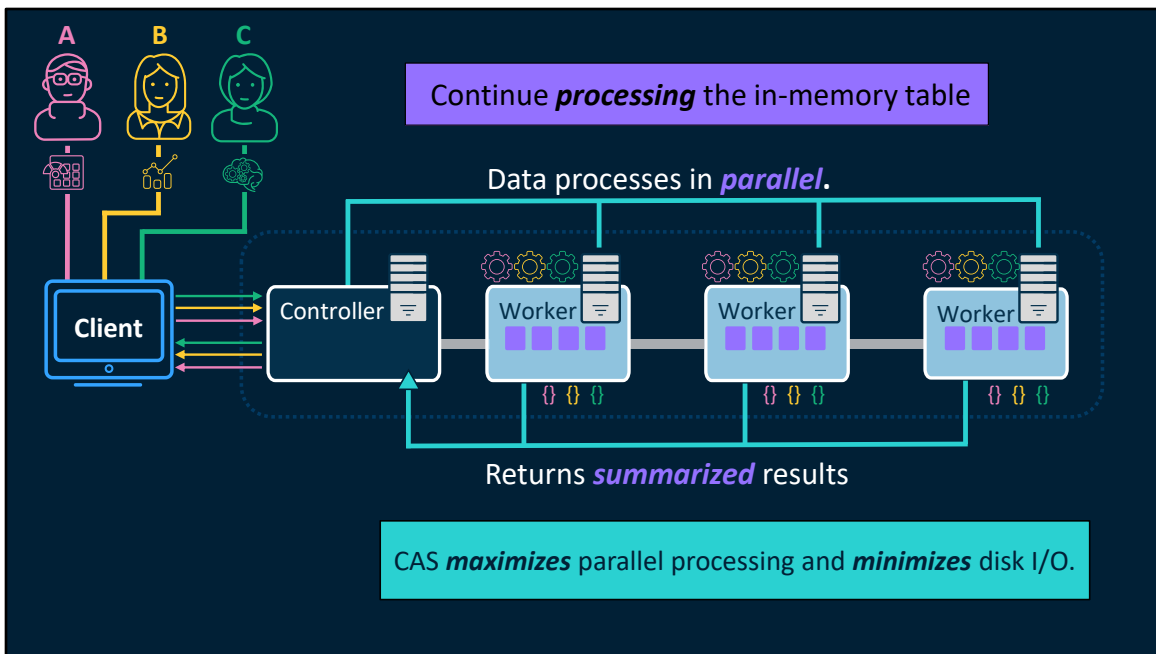 A B C
Continue processing the in-memory table
Data processes in parallel.
Client
Controller
Worker
Worker
Worker
{} {} {}
{} {} {}
{} {} {}
Returns summarized results
CAS maximizes parallel processing and minimizes disk I/O.